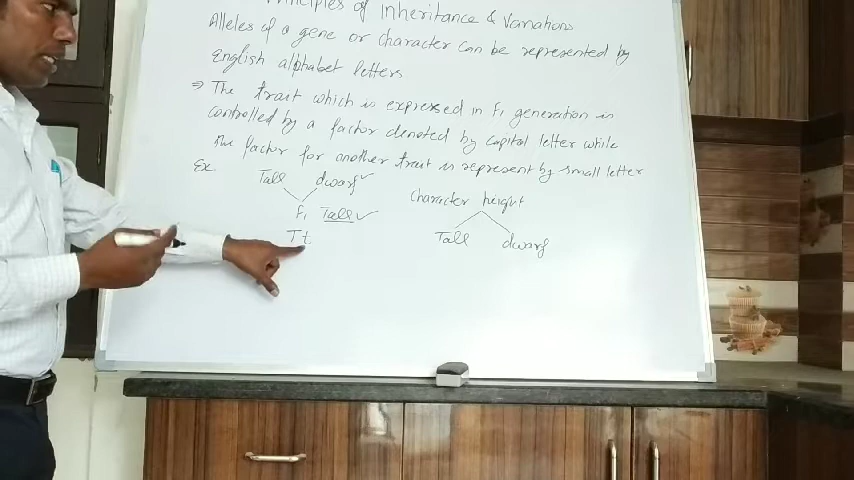 Principles of Inheritance & Variations
Alleles of a gene or character can be represented by
English alphabet letters
⇒ The trait which is expressed in F1 generation is
controlled by a factor denoted by capital letter while
the factor for another trait is represent by small letter
Ex Tall dwarf ✓
F1 Tall ✓
Tt
Character height
Tall dwarf